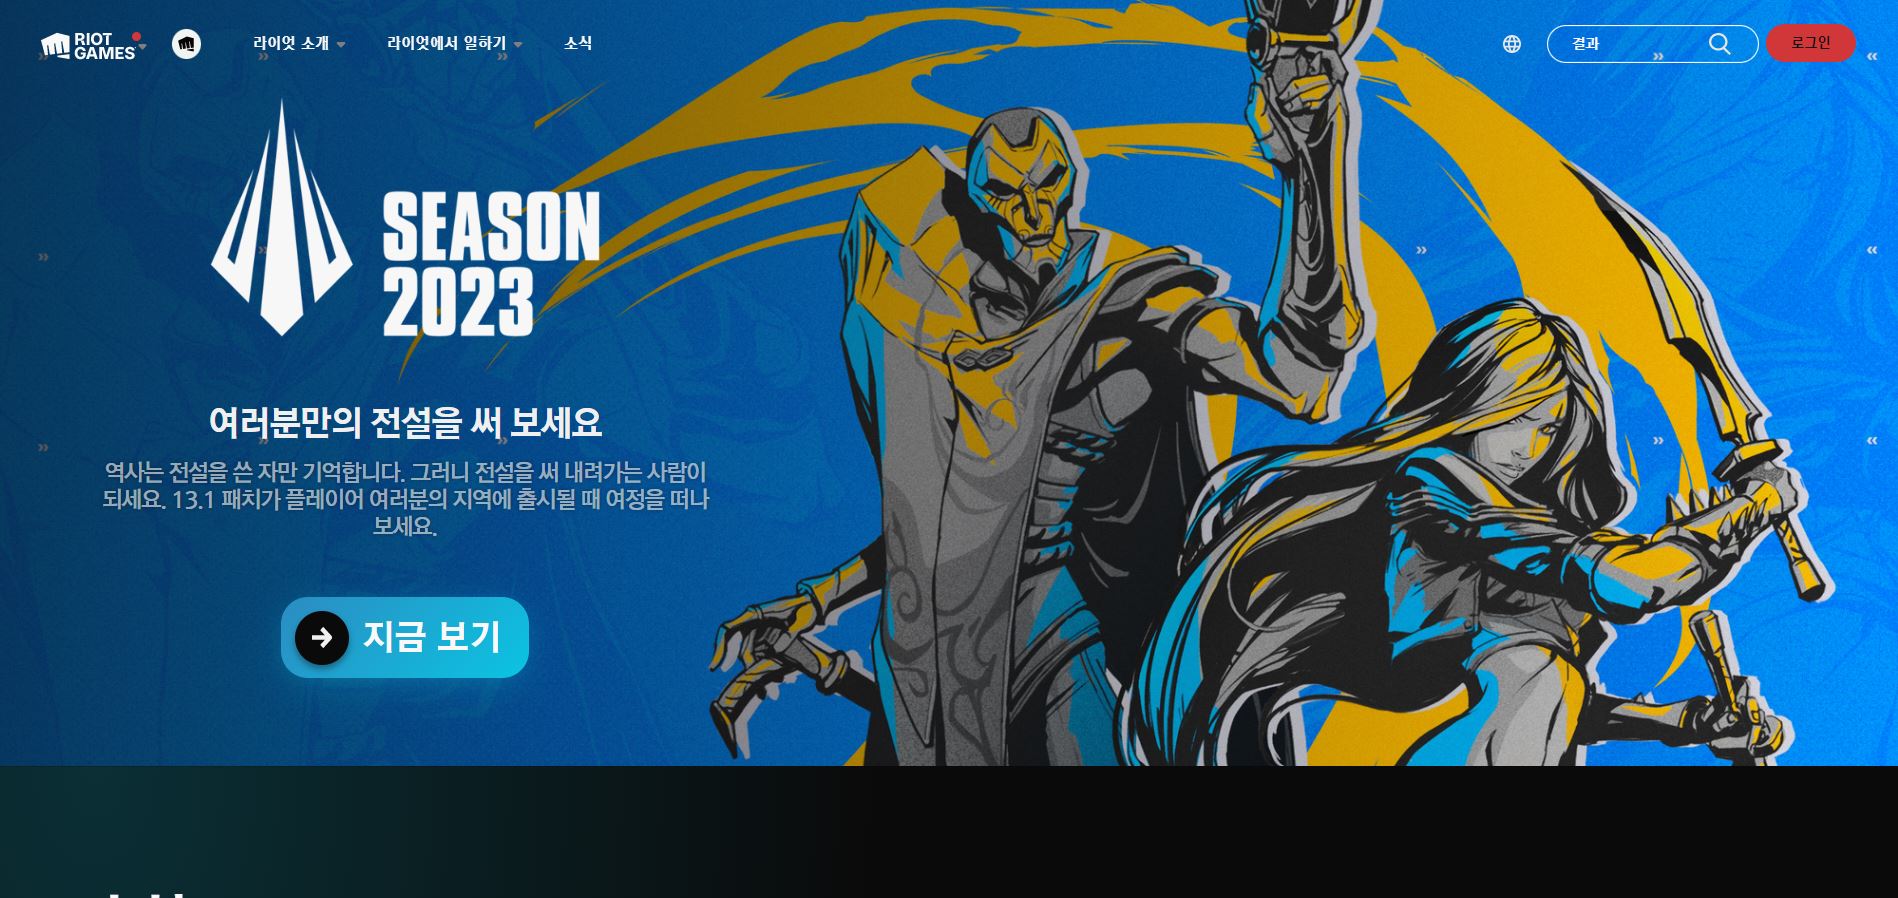 RIOT
GAMES
라이엇 소개
라이엇에서 일하기
소식
결과
로그인
SEASON
2023
여러분만의 전설을 써 보세요
역사는 전설을 쓴 자만 기억합니다. 그러니 전설을 써 내려가는 사람이
되세요. 13.1 패치가 플레이어 여러분의 지역에 출시될 때 여정을 떠나
보세요.
지금 보기